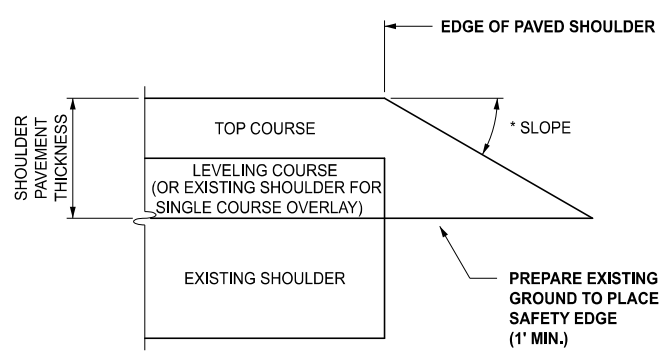 EDGE OF PAVED SHOULDER
SHOULDER
PAVEMENT
THICKNESS
TOP COURSE
* SLOPE
LEVELING COURSE
(OR EXISTING SHOULDER FOR
SINGLE COURSE OVERLAY)
EXISTING SHOULDER
PREPARE EXISTING
GROUND TO PLACE
SAFETY EDGE
(1' MIN.)